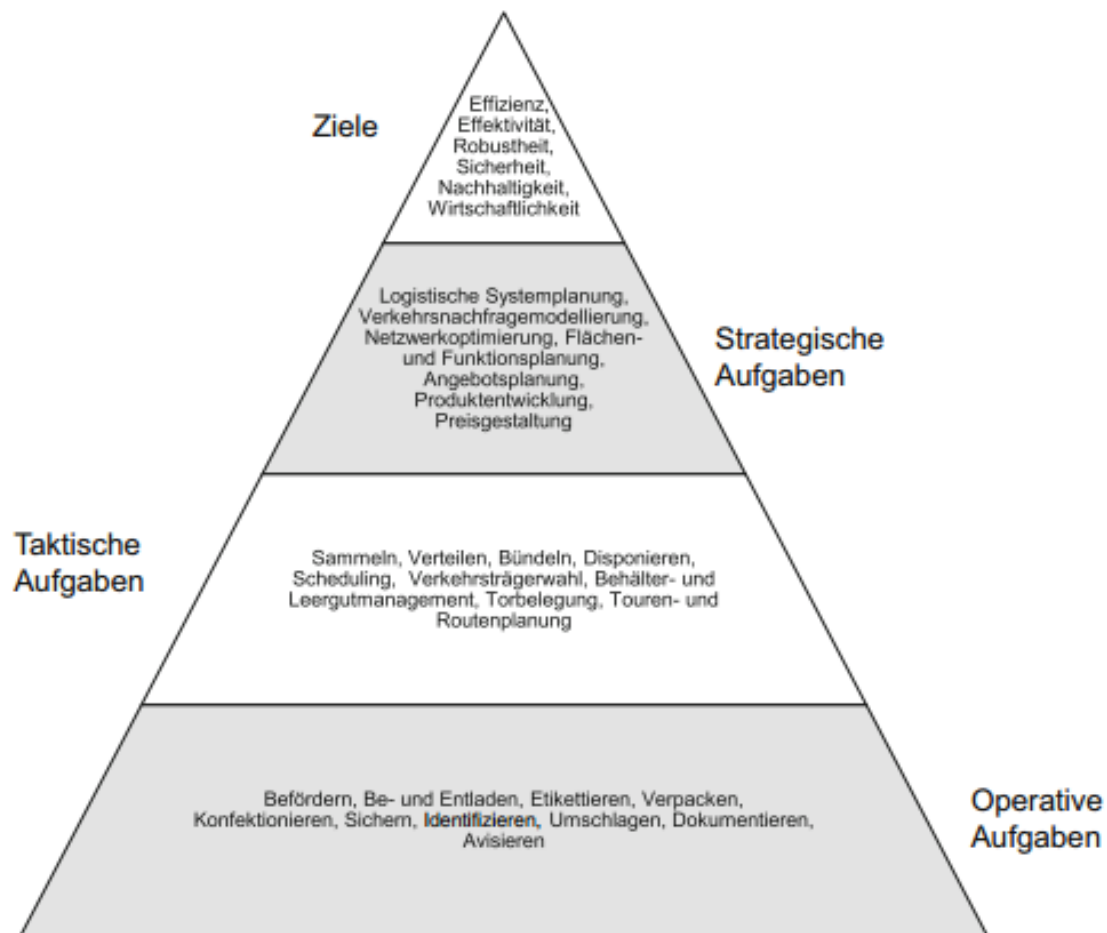 Ziele
Effizienz,
Effektivität,
Robustheit,
Sicherheit,
Nachhaltigkeit,
Wirtschaftlichkeit
Logistische Systemplanung,
Verkehrsnachfragemodellierung,
Netzwerkoptimierung, Flächen-
und Funktionsplanung,
Angebotsplanung,
Produktentwicklung,
Preisgestaltung
Strategische
Aufgaben
Taktische
Aufgaben
Sammeln, Verteilen, Bündeln, Disponieren,
Scheduling, Verkehrsträgerwahl, Behälter- und
Leergutmanagement, Torbelegung, Touren- und
Routenplanung
Befördern, Be- und Entladen, Etikettieren, Verpacken,
Konfektionieren, Sichern, Identifizieren, Umschlagen, Dokumentieren,
Avisieren
Operative
Aufgaben